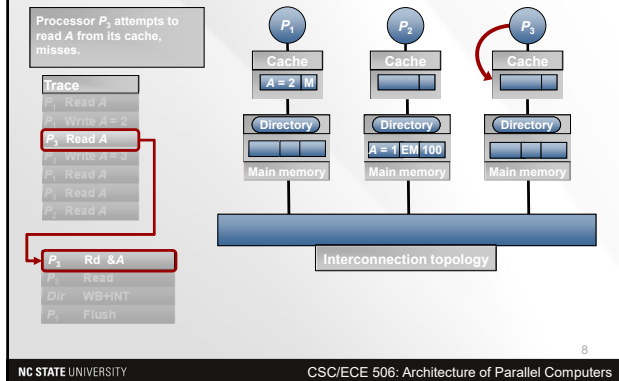 Processor P₃ attempts to
read A from its cache,
misses.
Trace
P₁ Read A
P₁ Write A = 2
P₃ Read A
P₃ Write A = 3
P₁ Read A
P₃ Read A
P₂ Read A
P₃ Rd &A
P₃ Read
Dir WB+INT
P₁ Flush
P₁
Cache
A = 2 M
Directory
Main memory
P₂
Cache
Directory
A = 1 EM 100
Main memory
P₃
Cache
Directory
Main memory
Interconnection topology
8
NC STATE UNIVERSITY
CSC/ECE 506: Architecture of Parallel Computers